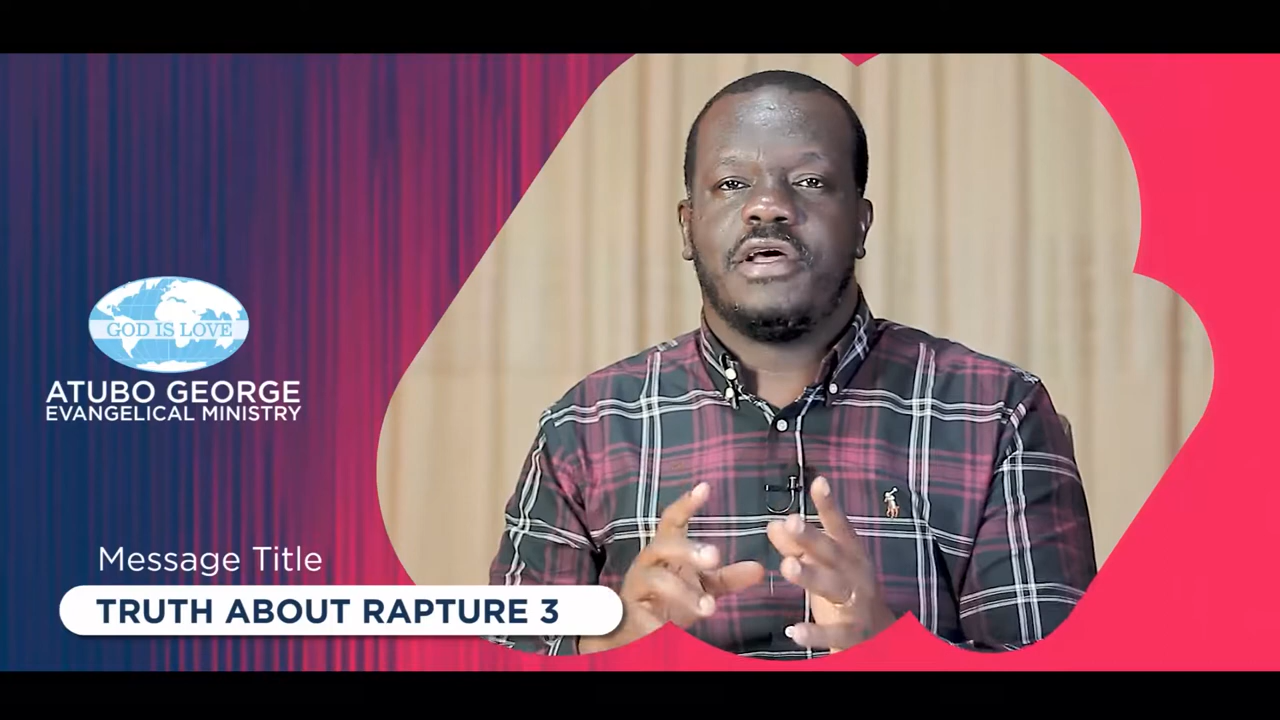 GOD IS LOVE
ATUBO GEORGE
EVANGELICAL MINISTRY
Message Title
TRUTH ABOUT RAPTURE 3